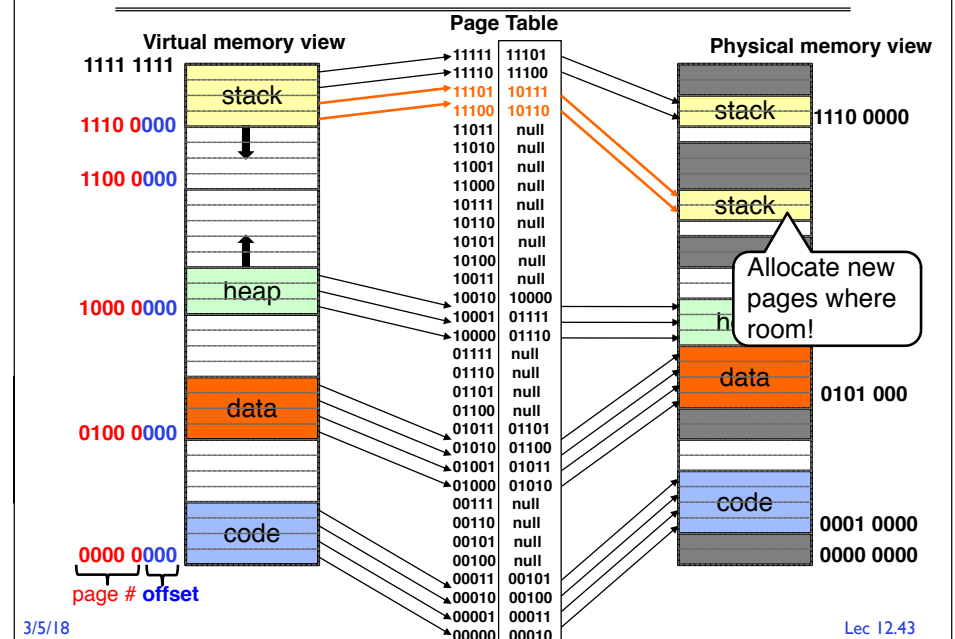 Page Table
Virtual memory view
Physical memory view
1111 1111
stack
1110 0000
1100 0000
heap
1000 0000
data
0100 0000
code
0000 0000
page # offset
11111 11101
11110 11100
11101 10111
11100 10110
11011 null
11010 null
11001 null
11000 null
10111 null
10110 null
10101 null
10100 null
10011 null
10010 10000
10001 01111
10000 01110
01111 null
01110 null
01101 null
01100 null
01011 01101
01010 01100
01001 01011
01000 01010
00111 null
00110 null
00101 null
00100 null
00011 00101
00010 00100
00001 00011
00000 00010
stack
1110 0000
stack
Allocate new
pages where
room!
h
data
0101 000
code
0001 0000
0000 0000
3/5/18
Lec 12.43